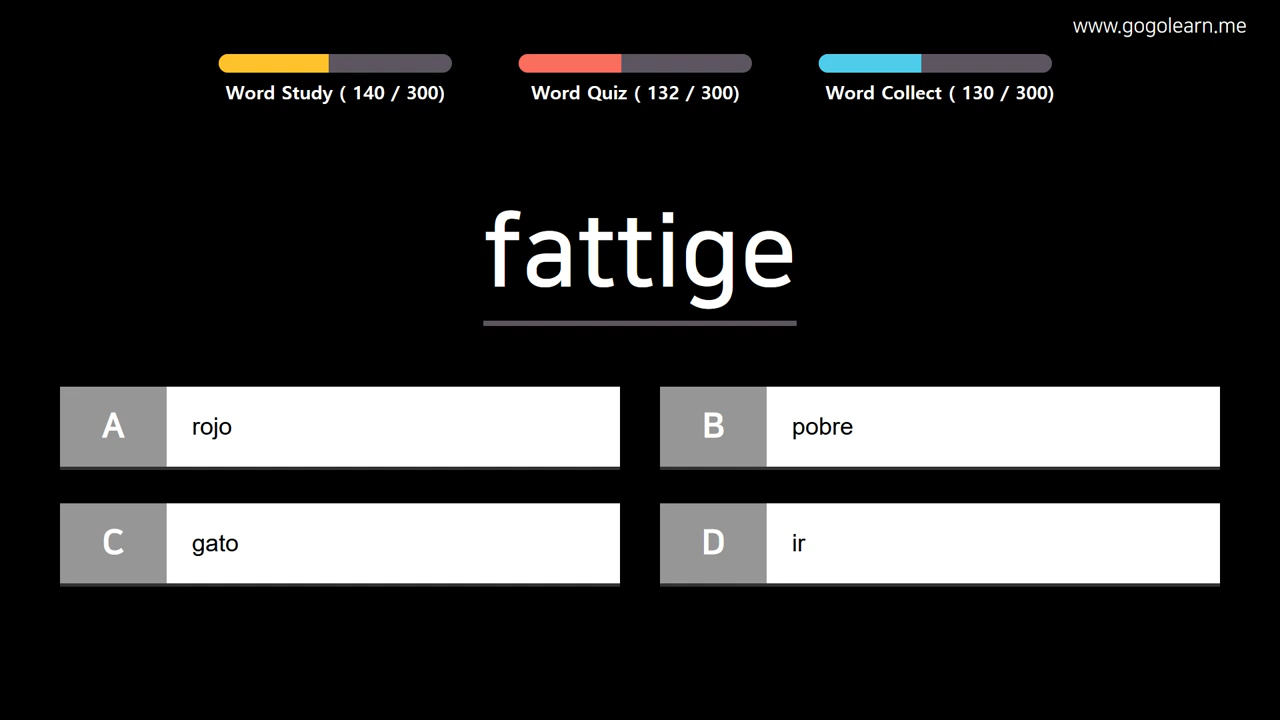 www.gogolearn.me
Word Study ( 140 / 300)
Word Quiz ( 132 / 300)
Word Collect ( 130 / 300)
fattige
A rojo
B pobre
C gato
D ir